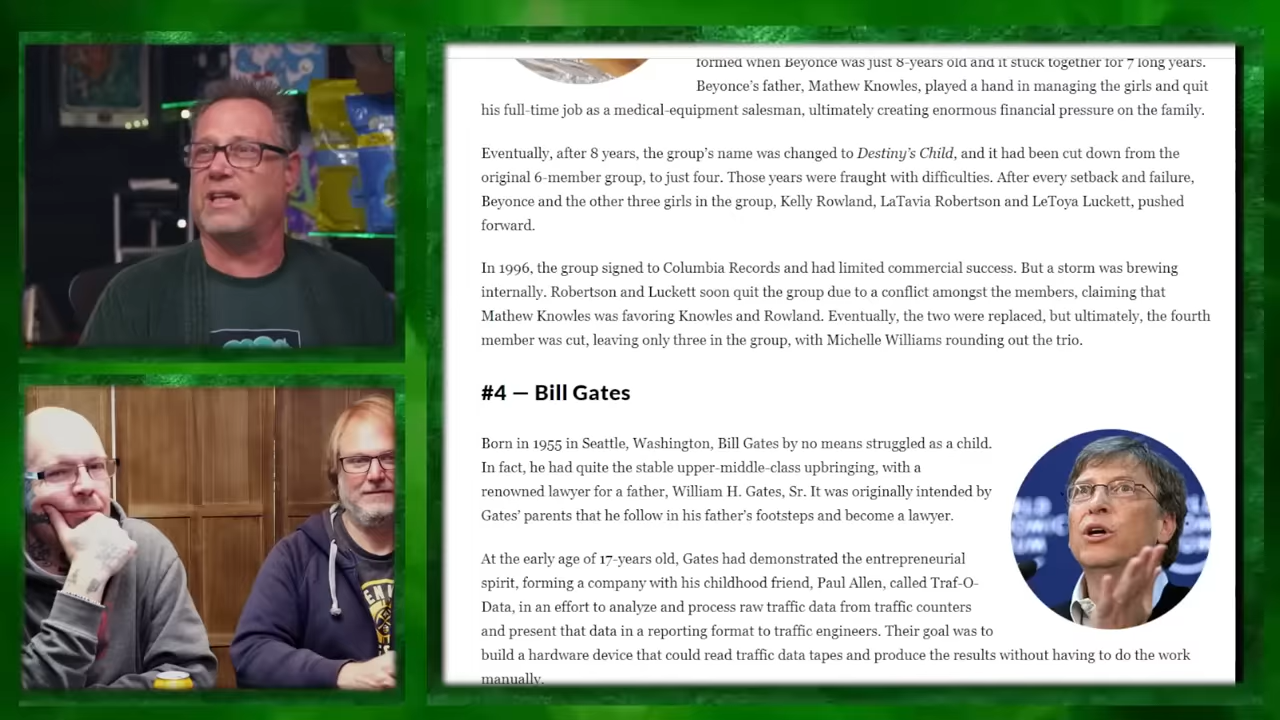 formed when Beyonce was just 8-years old and it stuck together for 7 long years.
Beyonce's father, Mathew Knowles, played a hand in managing the girls and quit
his full-time job as a medical-equipment salesman, ultimately creating enormous financial pressure on the family.
Eventually, after 8 years, the group's name was changed to Destiny's Child, and it had been cut down from the
original 6-member group, to just four. Those years were fraught with difficulties. After every setback and failure,
Beyonce and the other three girls in the group, Kelly Rowland, LaTavia Robertson and LeToya Luckett, pushed
forward.
In 1996, the group signed to Columbia Records and had limited commercial success. But a storm was brewing
internally. Robertson and Luckett soon quit the group due to a conflict amongst the members, claiming that
Mathew Knowles was favoring Knowles and Rowland. Eventually, the two were replaced, but ultimately, the fourth
member was cut, leaving only three in the group, with Michelle Williams rounding out the trio.
#4 — Bill Gates
Born in 1955 in Seattle, Washington, Bill Gates by no means struggled as a child.
In fact, he had quite the stable upper-middle-class upbringing, with a
renowned lawyer for a father, William H. Gates, Sr. It was originally intended by
Gates' parents that he follow in his father's footsteps and become a lawyer.
At the early age of 17-years old, Gates had demonstrated the entrepreneurial
spirit, forming a company with his childhood friend, Paul Allen, called Traf-O-
Data, in an effort to analyze and process raw traffic data from traffic counters
and present that data in a reporting format to traffic engineers. Their goal was to
build a hardware device that could read traffic data tapes and produce the results without having to do the work
manually.